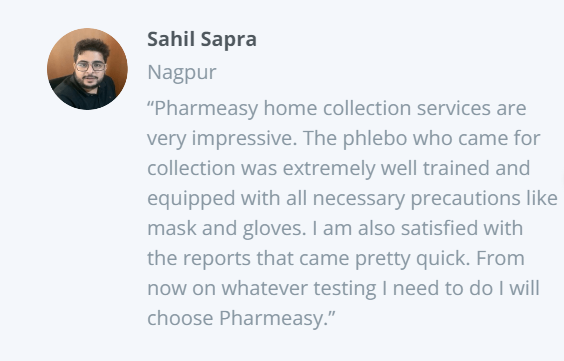 Sahil Sapra
Nagpur
“Pharmeasy home collection services are
very impressive. The phlebo who came for
collection was extremely well trained and
equipped with all necessary precautions like
mask and gloves. I am also satisfied with
the reports that came pretty quick. From
now on whatever testing I need to do I will
choose Pharmeasy.”